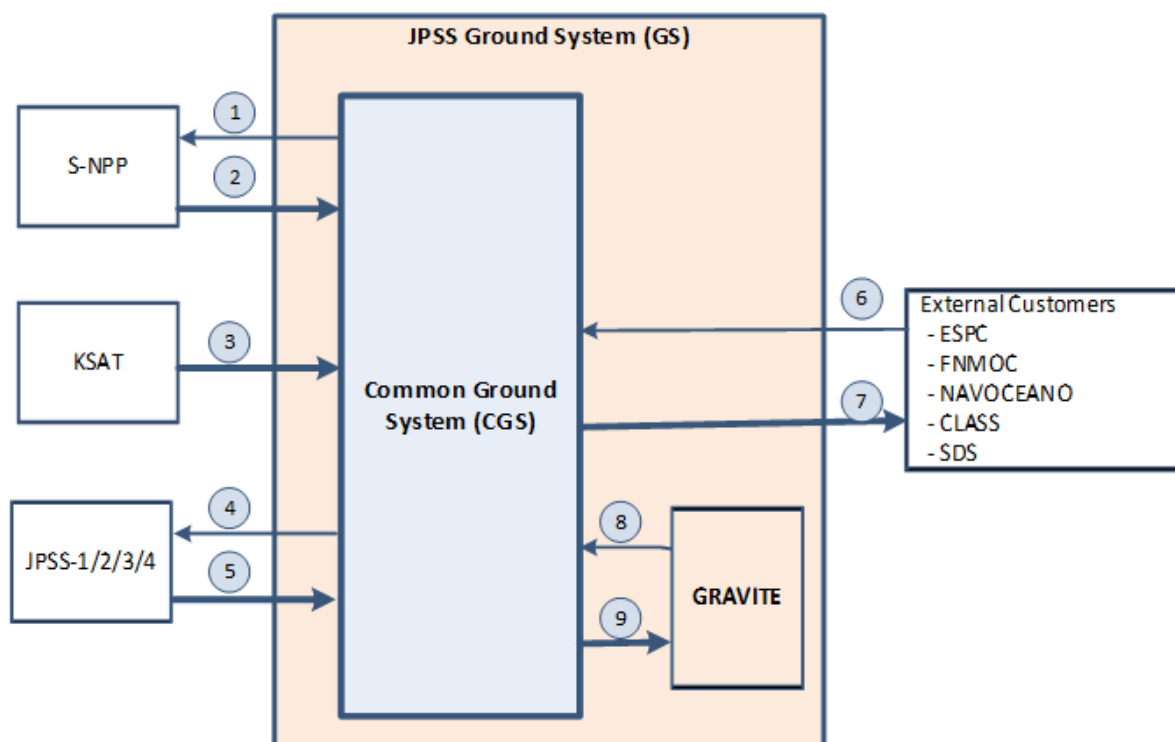 JPSS Ground System (GS)
1
S-NPP
2
KSAT
3
Common Ground
System (CGS)
4
JPSS-1/2/3/4
5
6
External Customers
- ESPC
- FNMOC
- NAVOCEANO
- CLASS
- SDS
7
8
GRAVITE
9